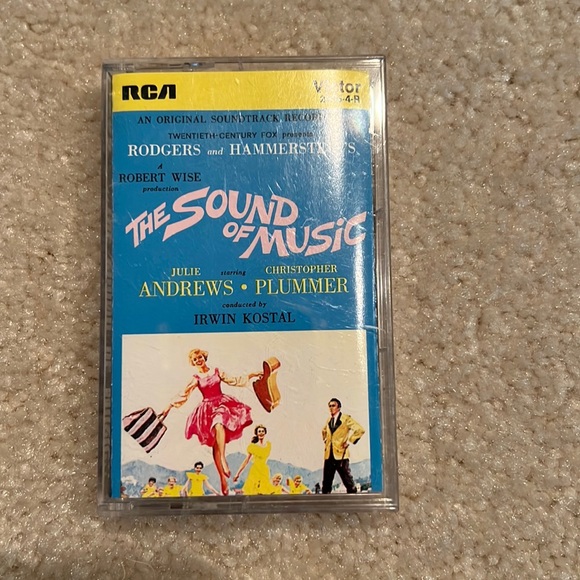 RCA
Victor
AN ORIGINAL SOUNDTRACK
TWENTIETH-CENTURY FOX presents
RODGERS and HAMMERSTEIN'S
A
ROBERT WISE
production
THE SOUND
OF MUSIC
JULIE starring CHRISTOPHER
ANDREWS • PLUMMER
conducted by
IRWIN KOSTAL